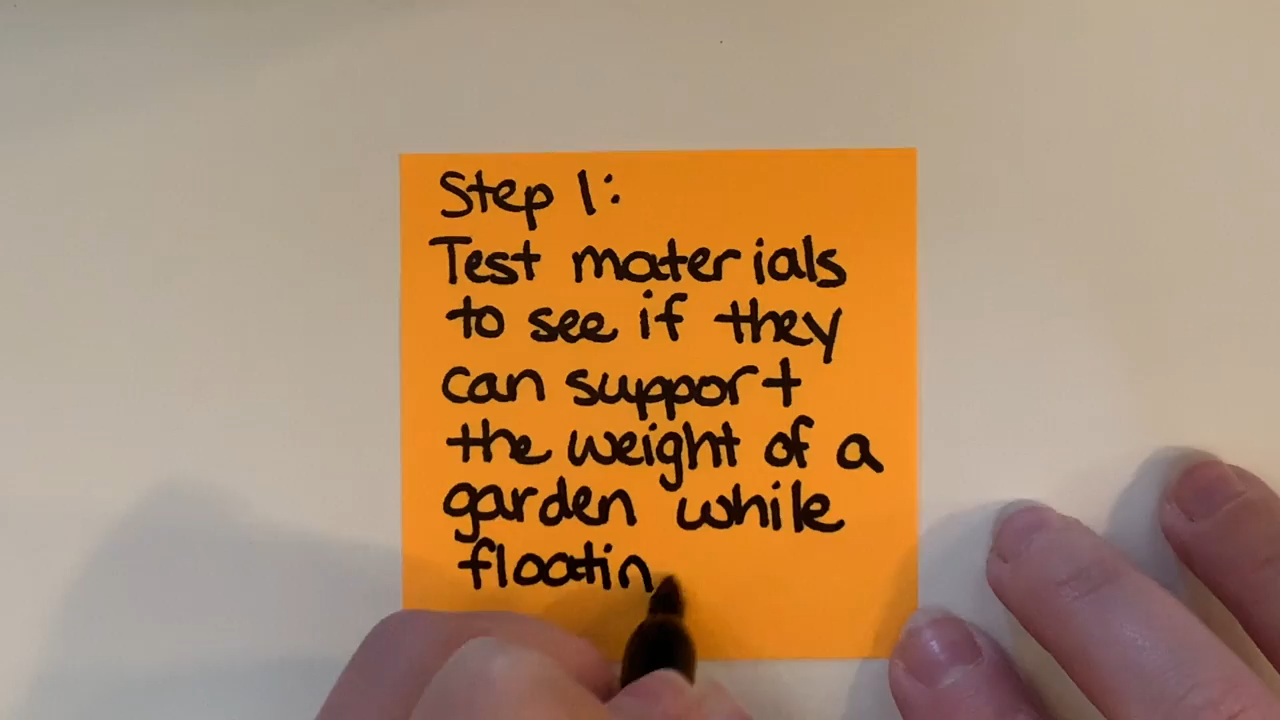 Step 1:
Test materials
to see if they
can support
the weight of a
garden while
floatin